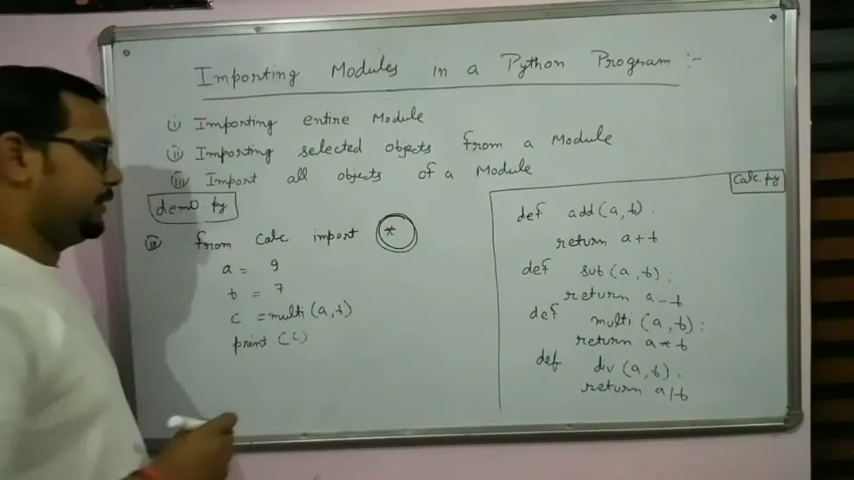 Importing Modules in a Python Program :-
(i) Importing entire Module
(ii) Importing selected objects from a Module
(iii) Import all objects of a Module
demo.py
(iii) from Calc import *
a = 9
b = 7
c = multi(a,b)
print (c)
Calc.py
def add(a,b):
return a+b
def sub(a,b):
return a-b
def multi(a,b):
return a*b
def div(a,b):
return a/b